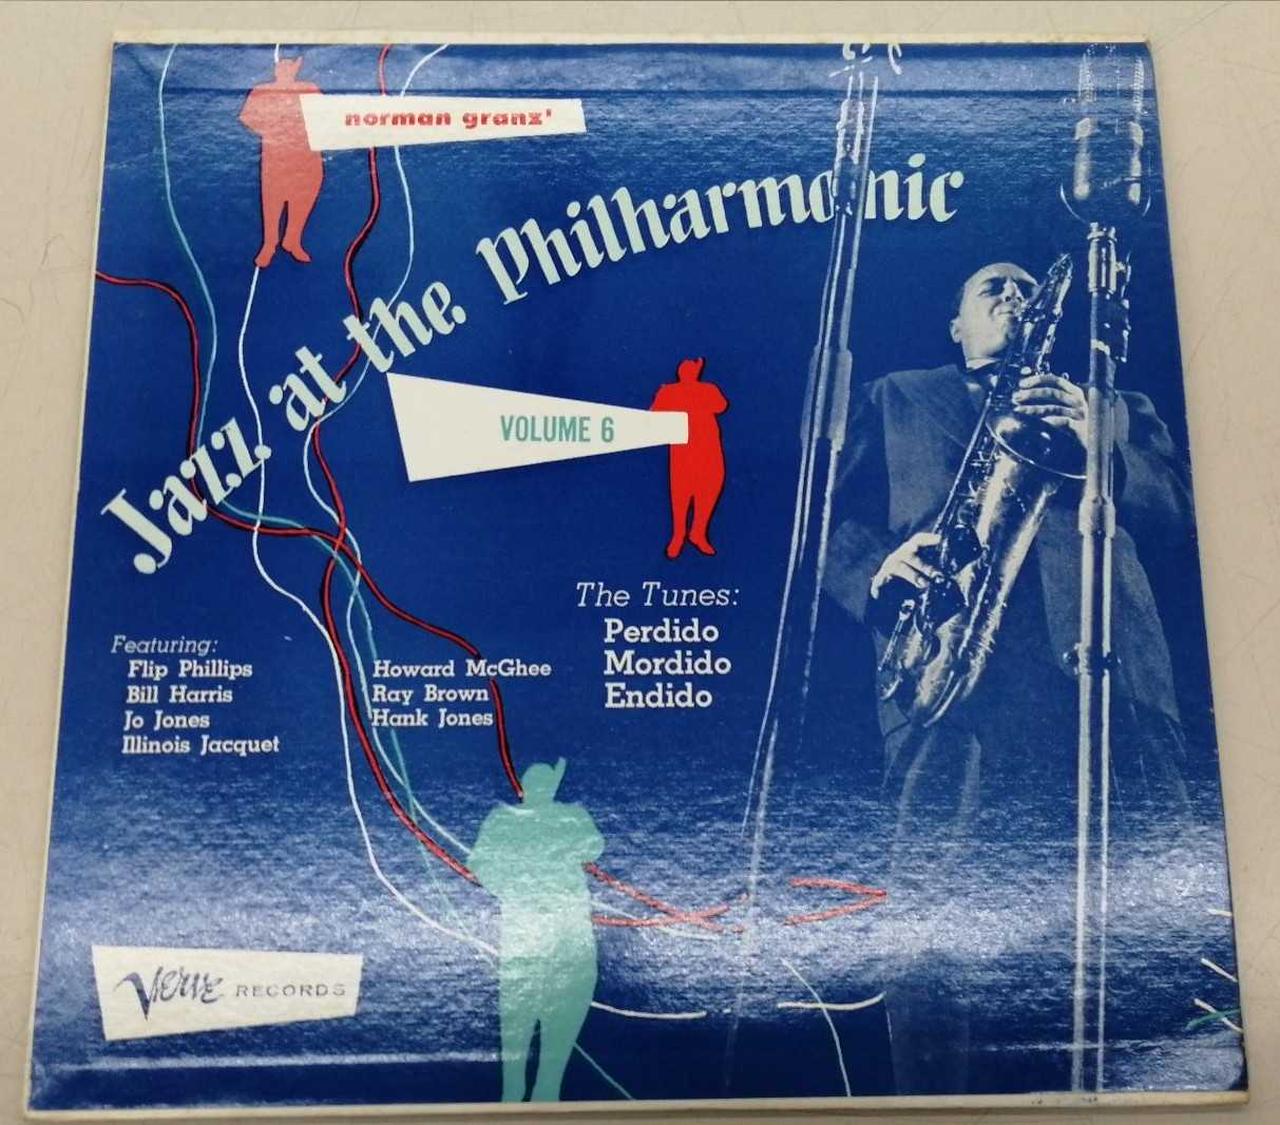 norman granz'
Jazz at the Philharmonic
VOLUME 6
The Tunes:
Perdido
Mordido
Endido
Featuring:
Flip Phillips
Bill Harris
Jo Jones
Illinois Jacquet
Howard McGhee
Ray Brown
Hank Jones
Verve RECORDS